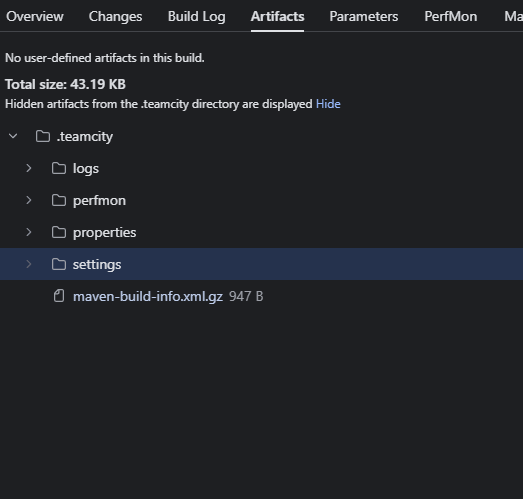 Overview Changes Build Log Artifacts Parameters PerfMon Ma
No user-defined artifacts in this build.
Total size: 43.19 KB
Hidden artifacts from the .teamcity directory are displayed Hide
.teamcity
logs
perfmon
properties
settings
maven-build-info.xml.gz 947 B